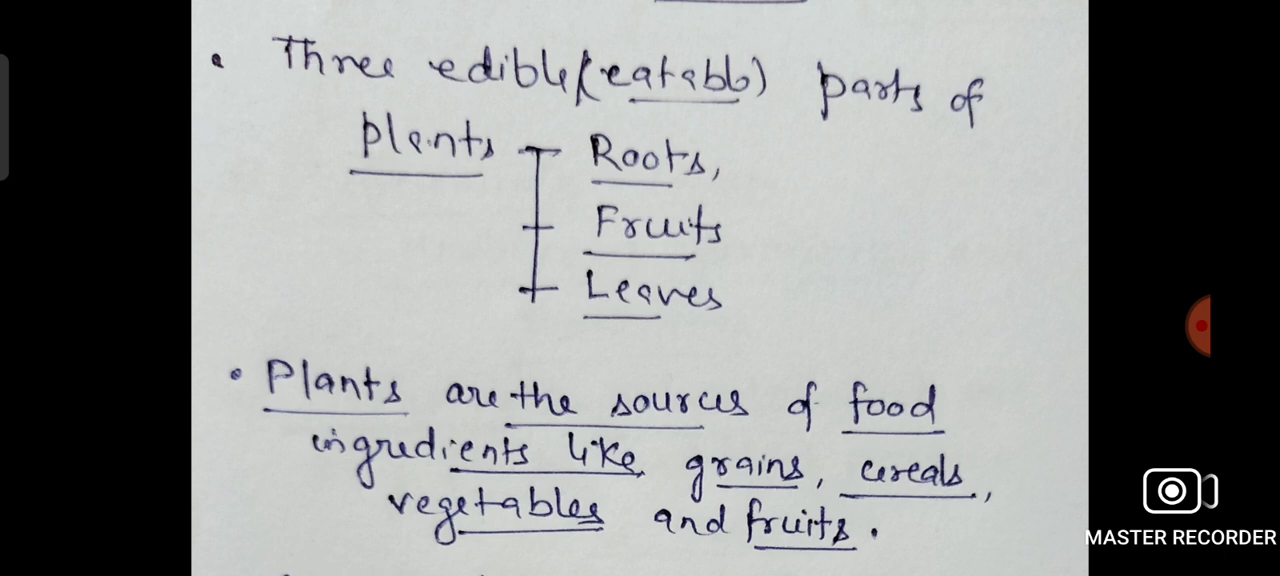 • Three edible (eatable) parts of
plants Roots,
Fruits
Leaves
• Plants are the sources of food
ingredients like grains, cereals,
vegetables and fruits.
MASTER RECORDER